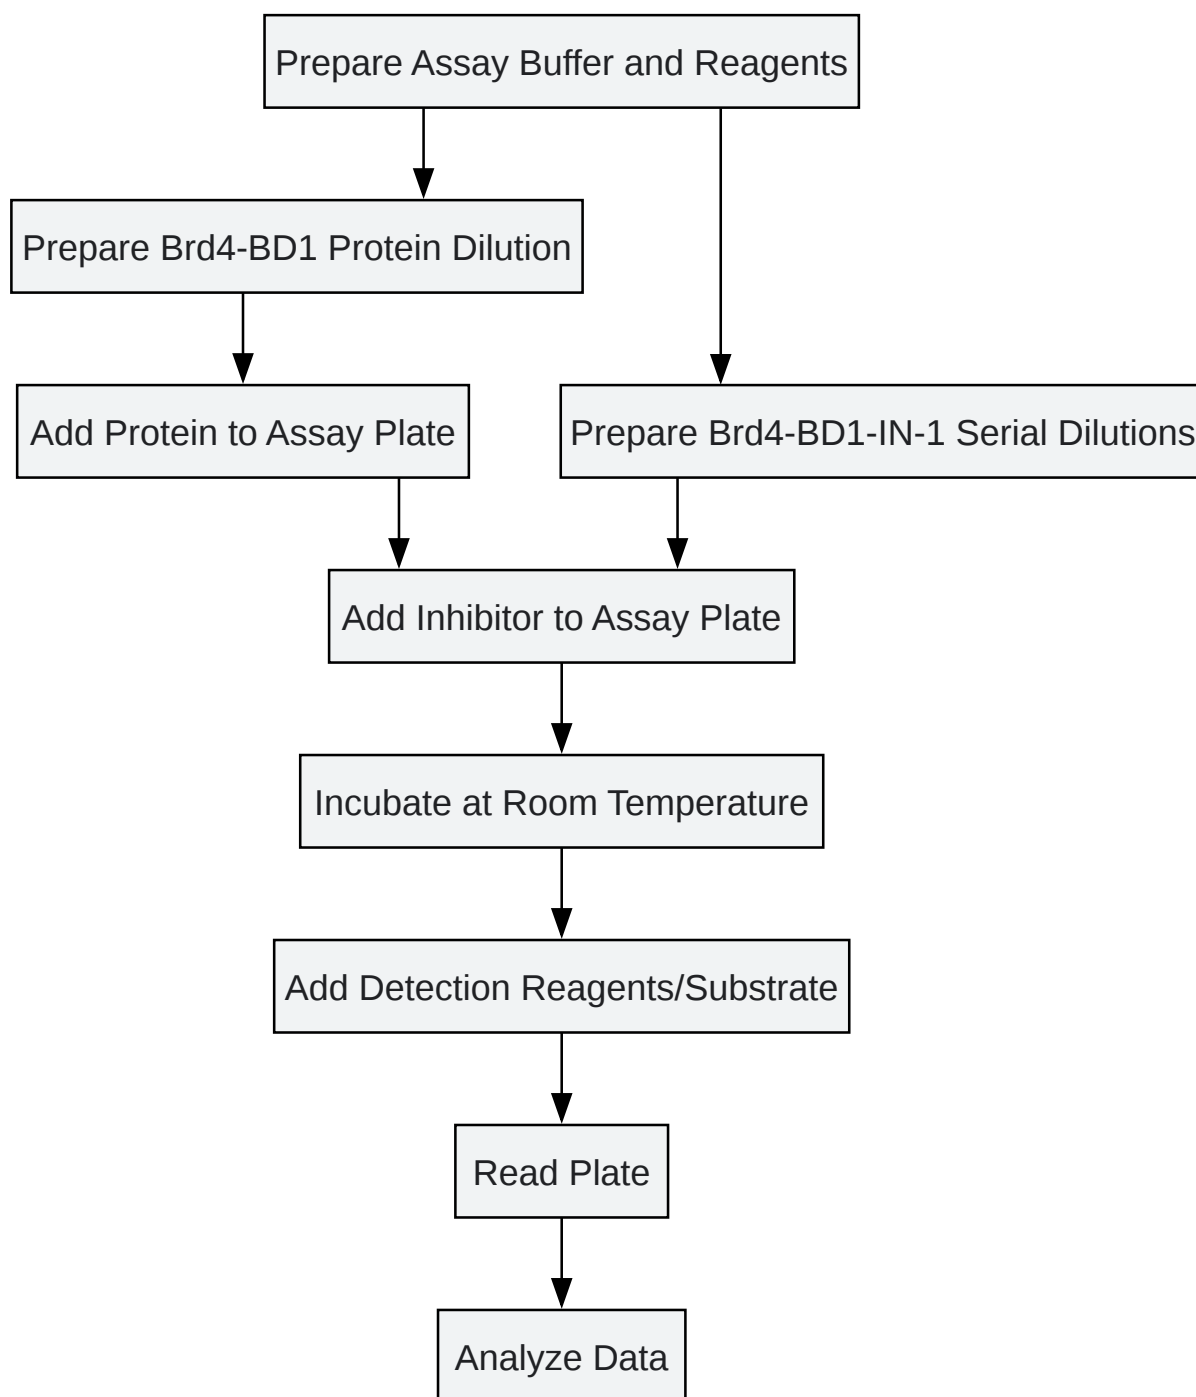 Prepare Assay Buffer and Reagents
Prepare Brd4-BD1 Protein Dilution
Add Protein to Assay Plate
Prepare Brd4-BD1-IN-1 Serial Dilutions
Add Inhibitor to Assay Plate
Incubate at Room Temperature
Add Detection Reagents/Substrate
Read Plate
Analyze Data